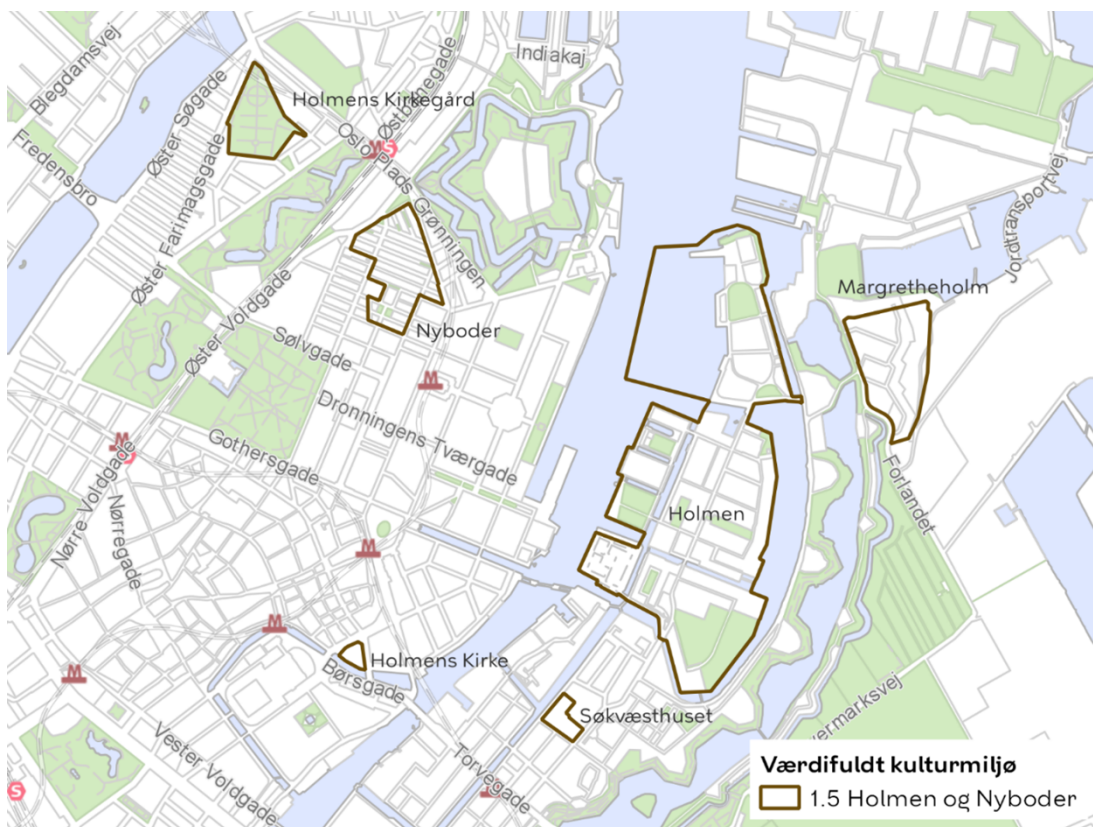 Indiakaj
Blegdamsvej
Holmens Kirkegård
Øster Søgade
Østbanegade
M
S
Fredensbro
Oslo Plads
Grønningen
Øster Farimagsgade
Jordtransportvej
Margretheholm
Øster Voldgade
Nyboder
Sølvgade
M
Dronningens Tværgade
Gothersgade
M
Nørre Voldgade
Nørregade
Forlandet
Holmen
M
M
Holmens Kirke
Børsgade
M
Søkvæsthuset
vermarksvej
Torvegade
Vester Voldgade
S
Værdifuldt kulturmiljø
1.5 Holmen og Nyboder